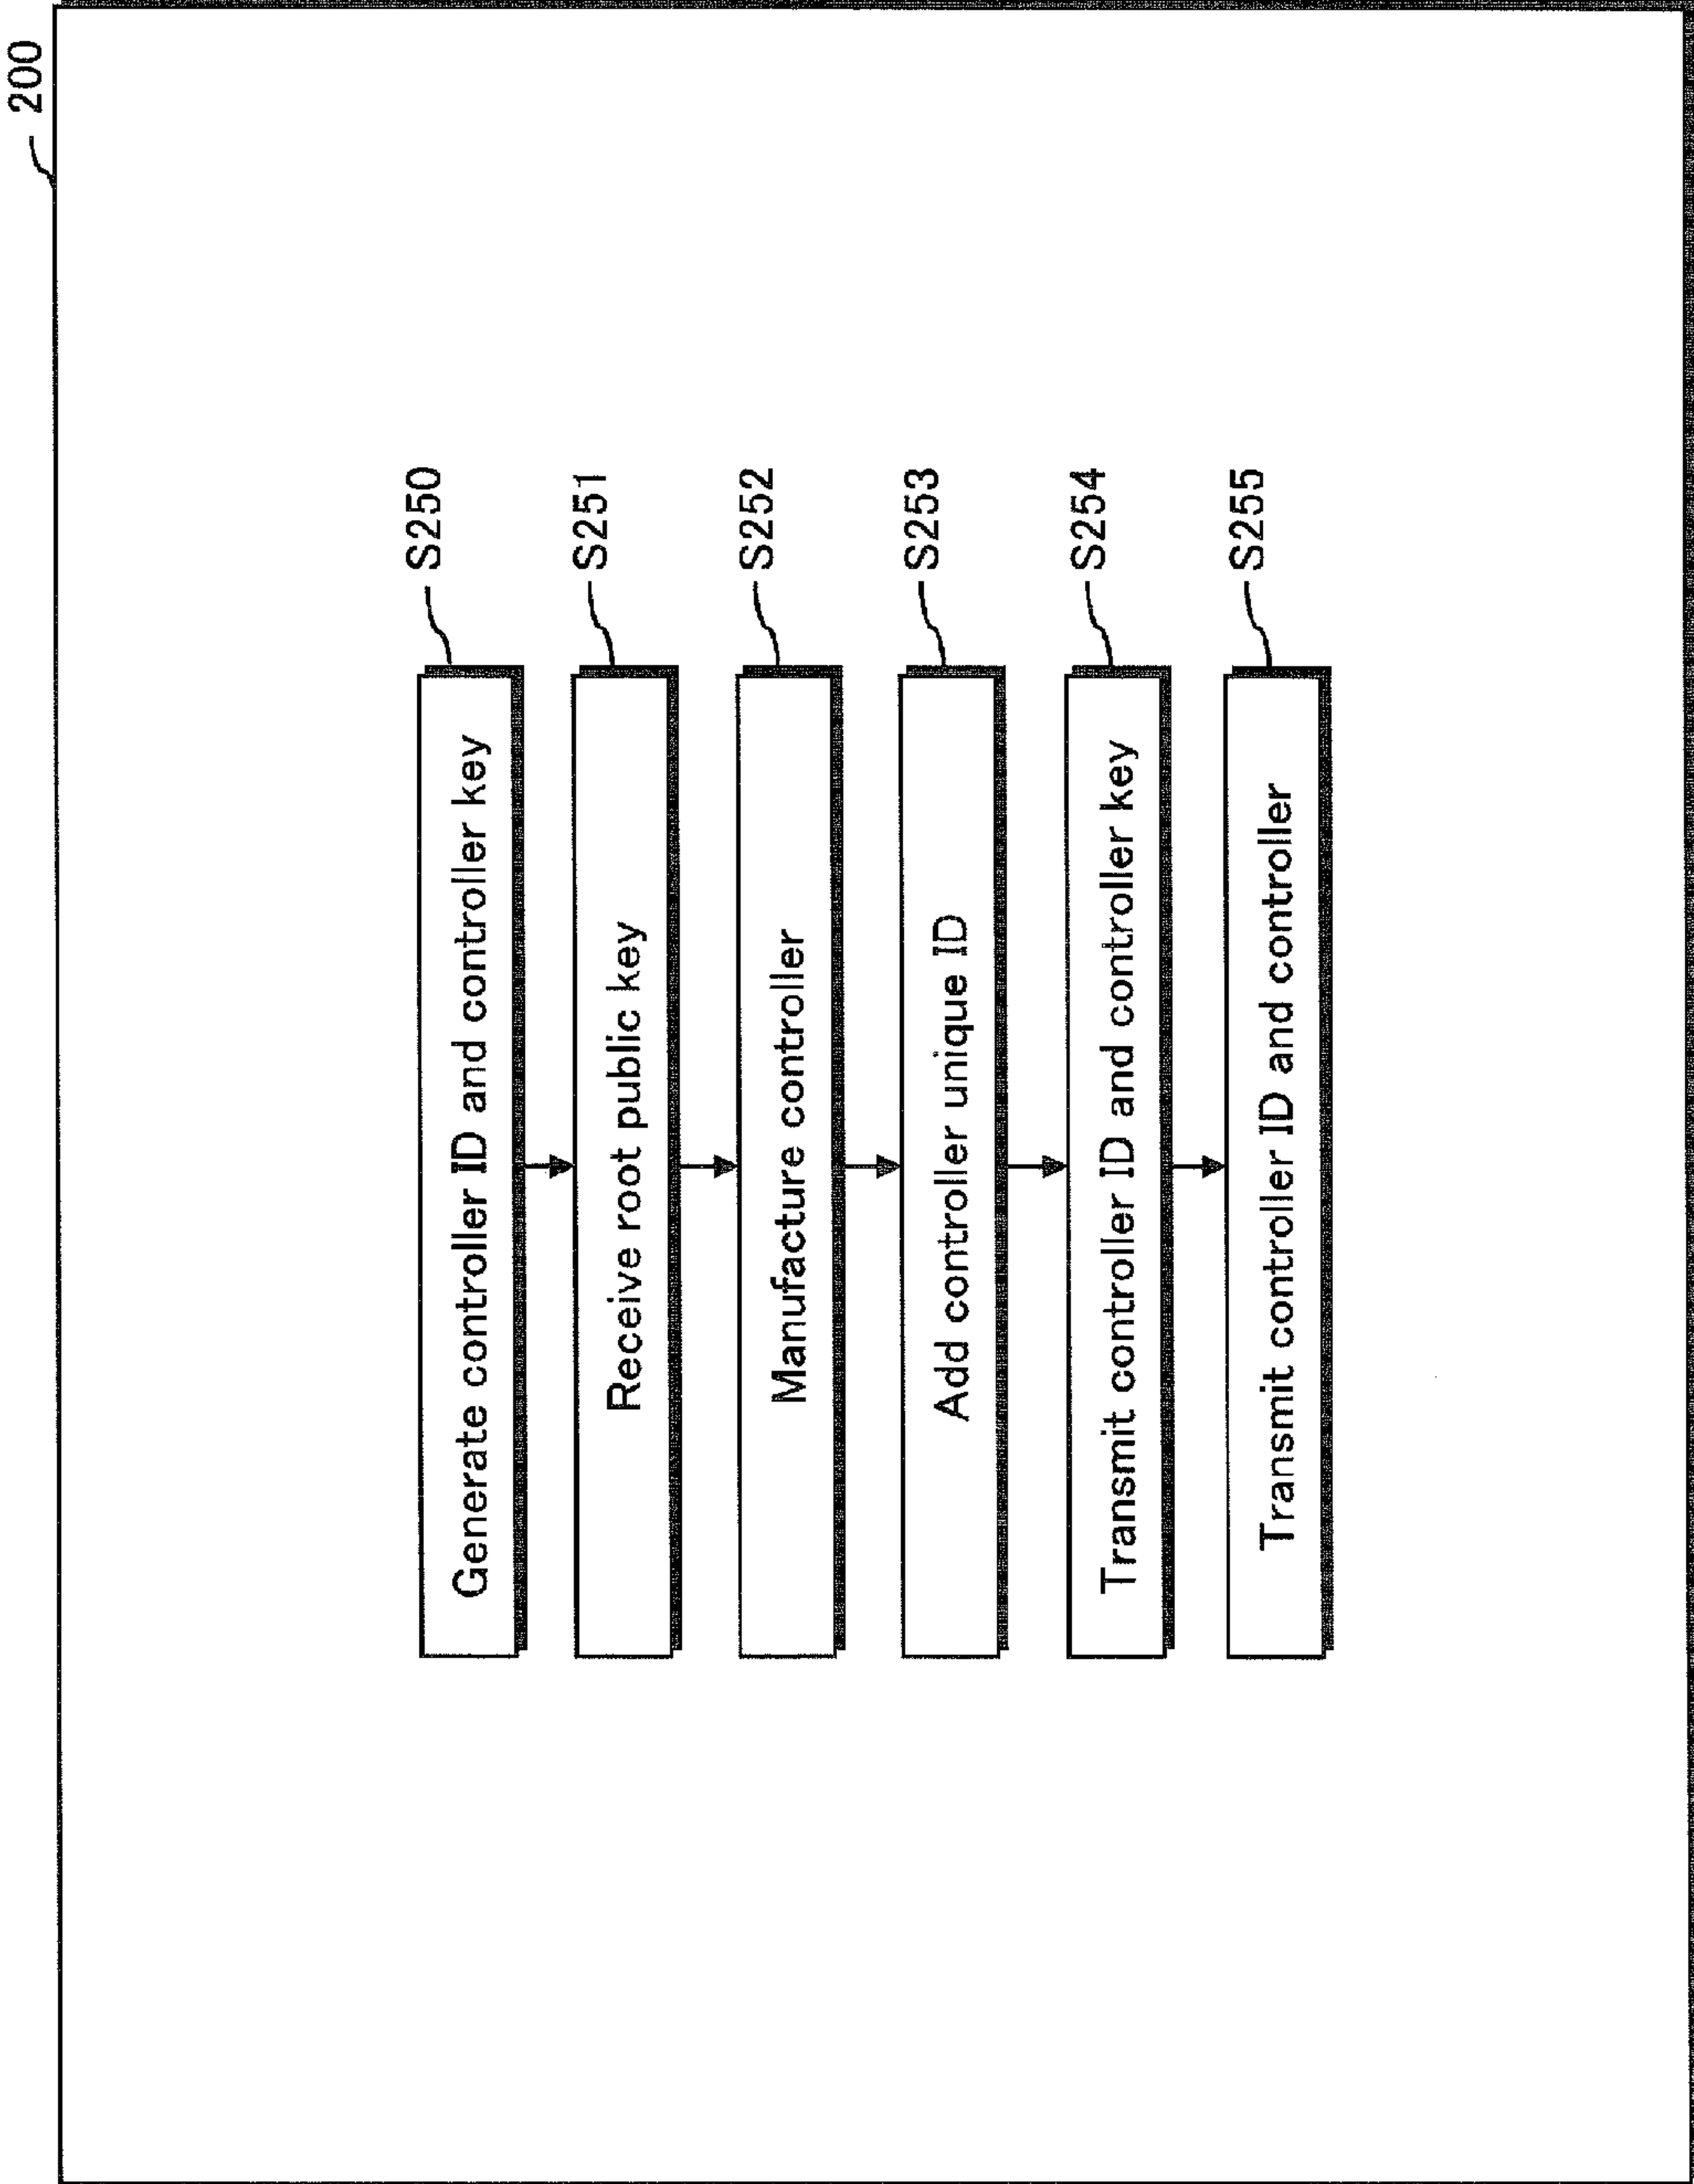 200
Generate controller ID and controller key
S250
Receive root public key
S251
Manufacture controller
S252
Add controller unique ID
S253
Transmit controller ID and controller key
S254
Transmit controller ID and controller
S255